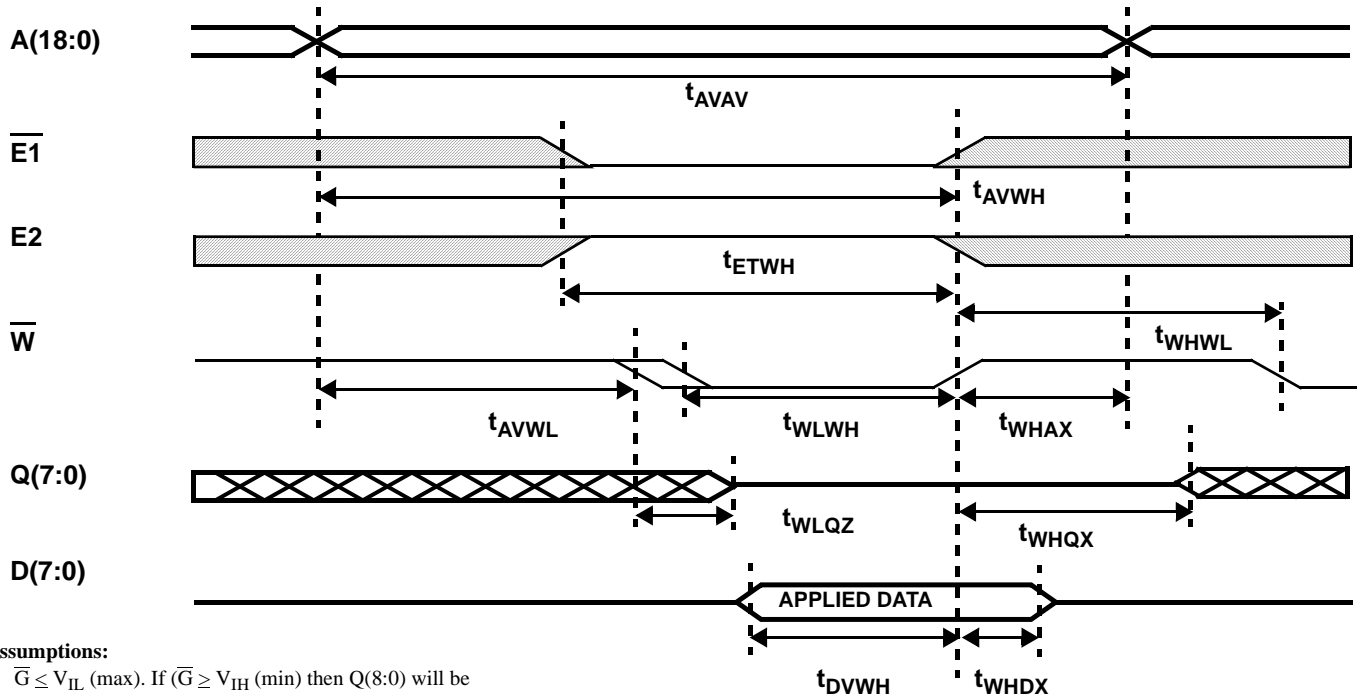 A(18:0)
tAVAV
E1
tAVWH
E2
tETWH
W
tWHWL
tAVWL
tWLWH
tWHAX
Q(7:0)
tWLQZ
tWHQX
D(7:0)
APPLIED DATA
ssumptions:
G ≤ VIL (max). If (G ≥ VIH (min) then Q(8:0) will be
tDVWH
tWHDX